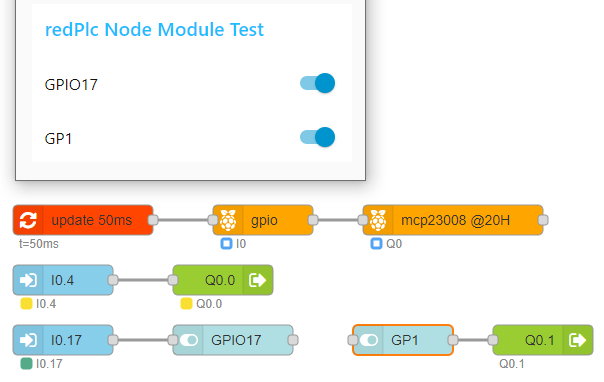 redPlc Node Module Test
GPIO17
GP1
update 50ms
gpio
mcp23008 @20H
t=50ms
I0
Q0
I0.4
Q0.0
I0.4
Q0.0
I0.17
GPIO17
GP1
Q0.1
I0.17
Q0.1